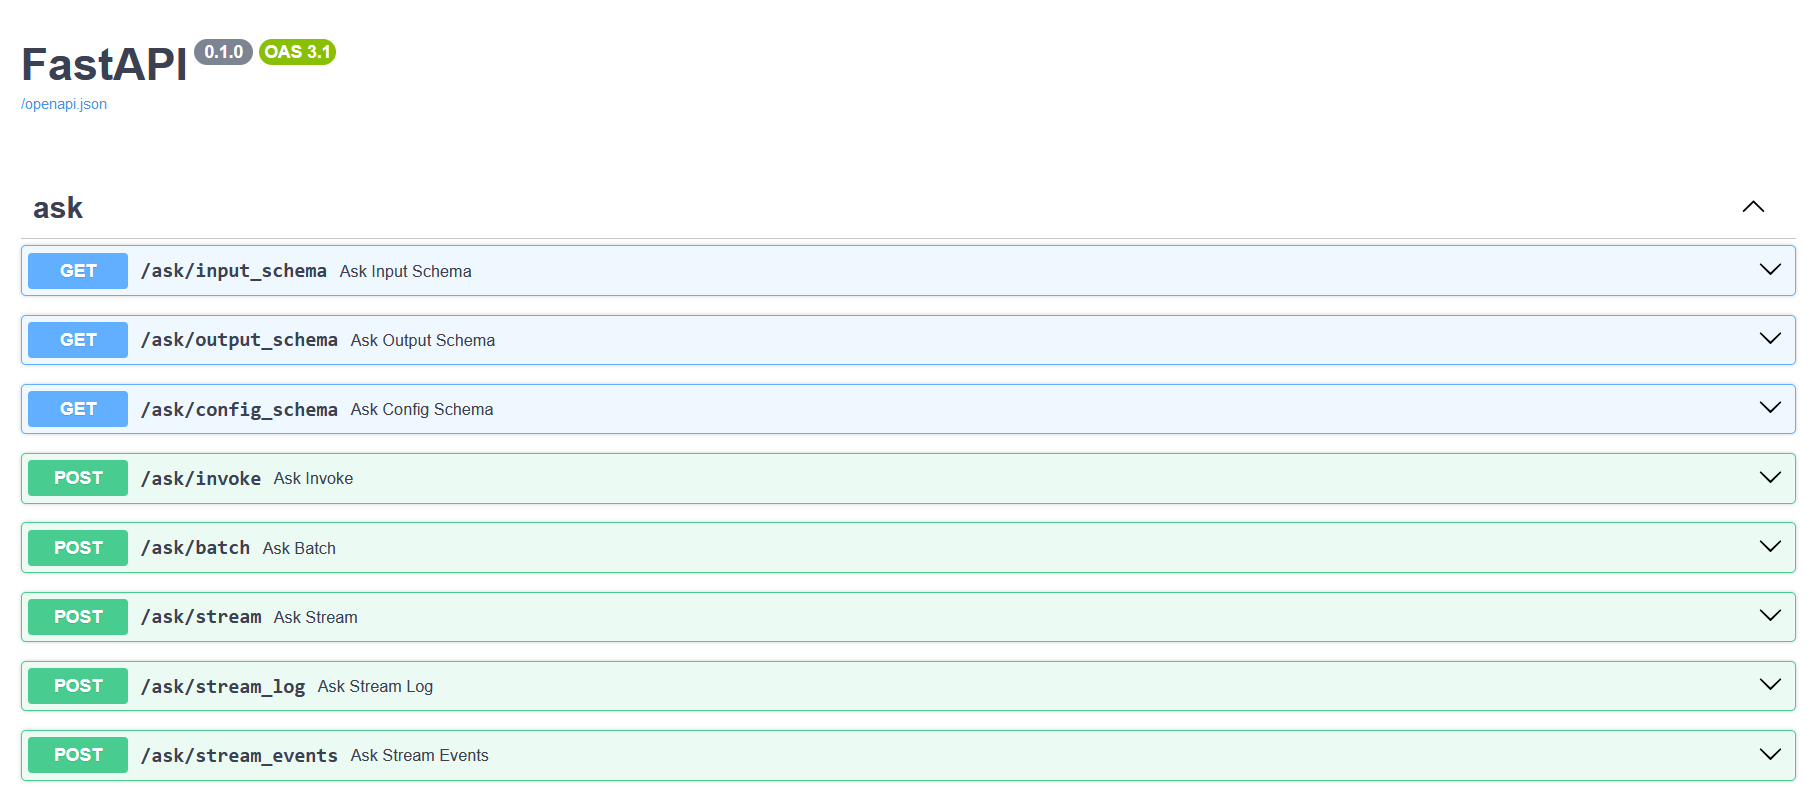 FastAPI 0.1.0 OAS 3.1
/openapi.json
ask
GET /ask/input_schema Ask Input Schema
GET /ask/output_schema Ask Output Schema
GET /ask/config_schema Ask Config Schema
POST /ask/invoke Ask Invoke
POST /ask/batch Ask Batch
POST /ask/stream Ask Stream
POST /ask/stream_log Ask Stream Log
POST /ask/stream_events Ask Stream Events